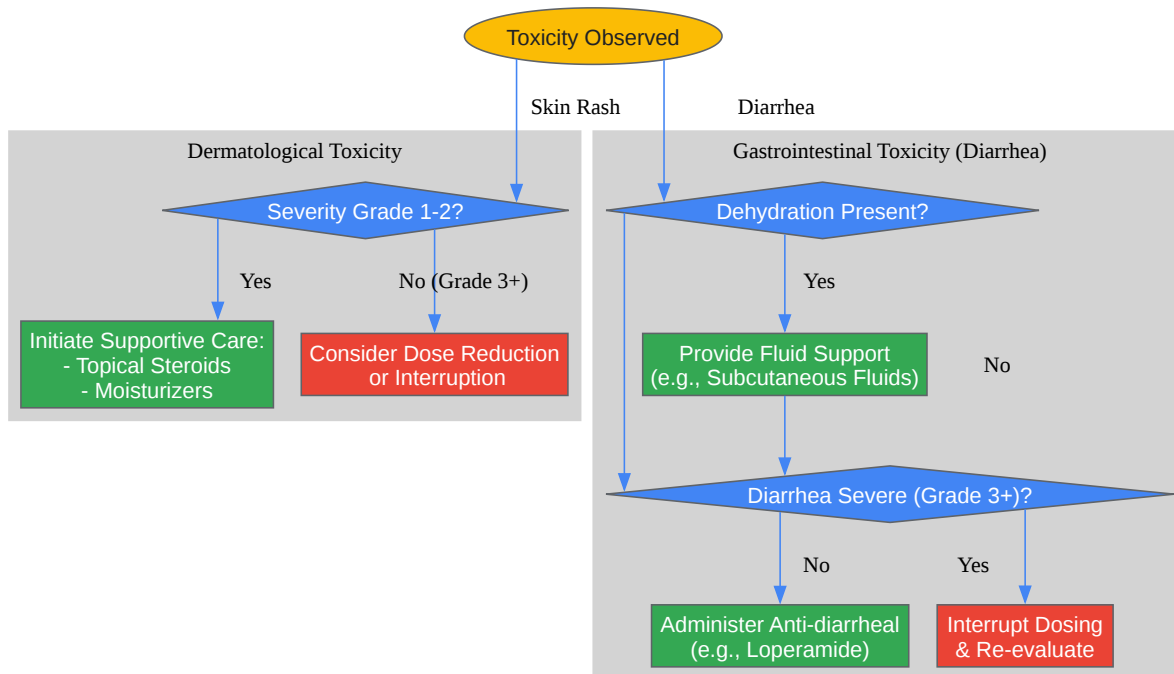 Toxicity Observed
Skin Rash
Diarrhea
Dermatological Toxicity
Gastrointestinal Toxicity (Diarrhea)
Severity Grade 1-2?
Dehydration Present?
Yes
No (Grade 3+)
Yes
Initiate Supportive Care:
- Topical Steroids
- Moisturizers
Consider Dose Reduction
or Interruption
Provide Fluid Support
(e.g., Subcutaneous Fluids)
No
Diarrhea Severe (Grade 3+)?
No
Yes
Administer Anti-diarrheal
(e.g., Loperamide)
Interrupt Dosing
& Re-evaluate